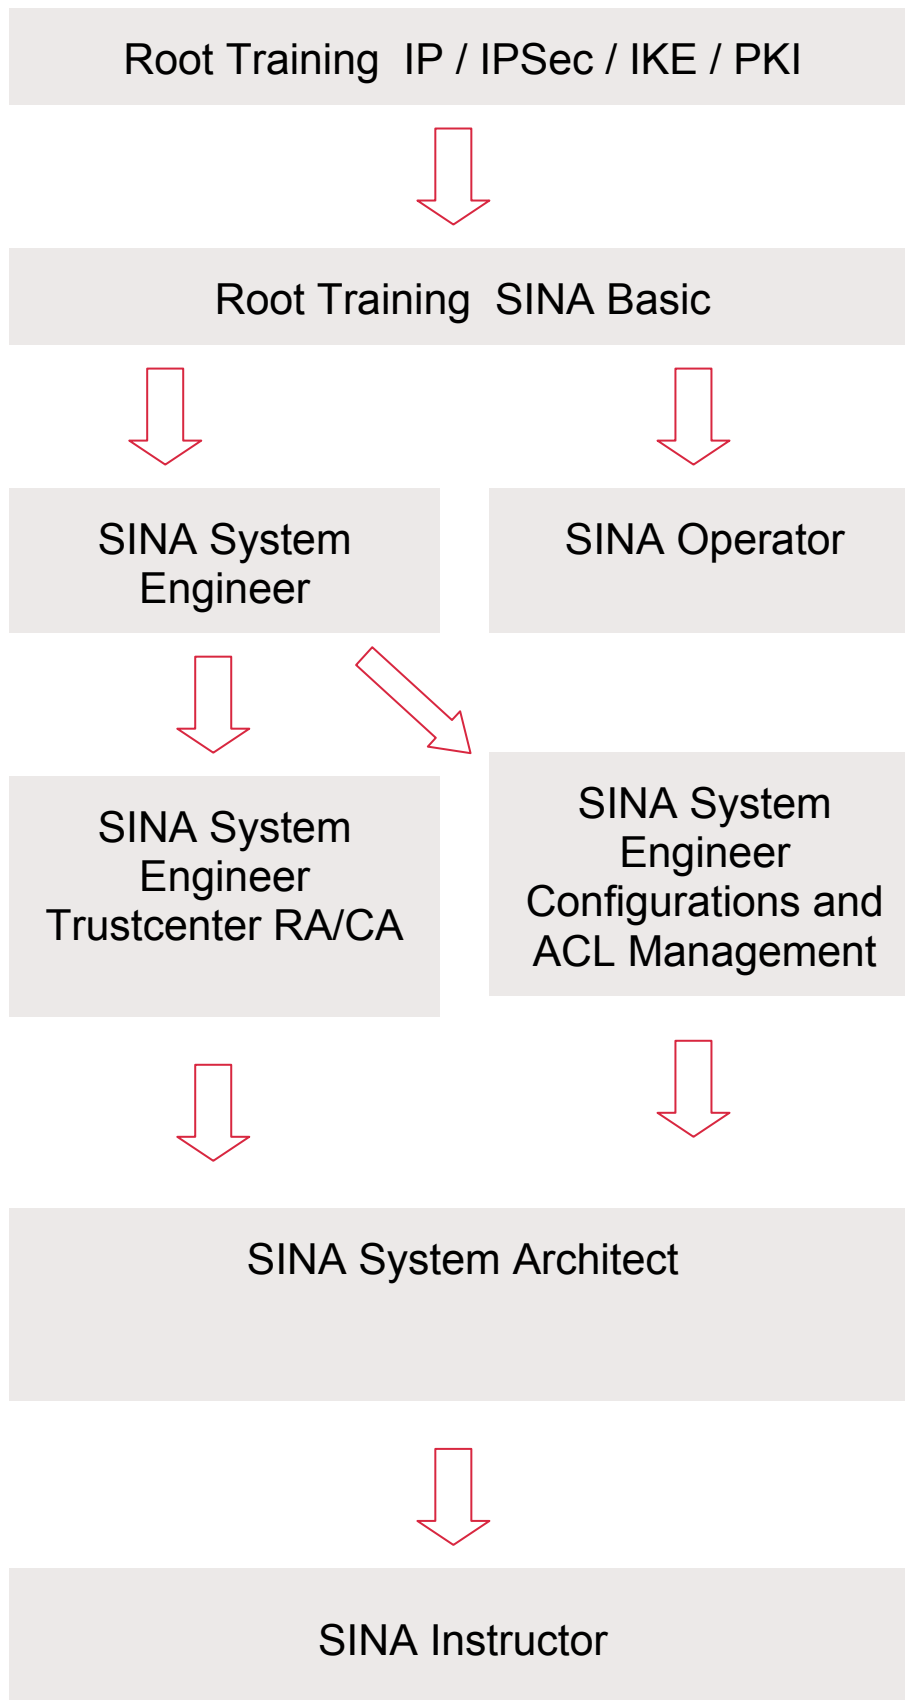 Root Training  IP / IPSec / IKE / PKI
Root Training  SINA Basic
SINA System
Engineer
SINA Operator
SINA System
Engineer
Trustcenter RA/CA
SINA System
Engineer
Configurations and
ACL Management
SINA System Architect
SINA Instructor